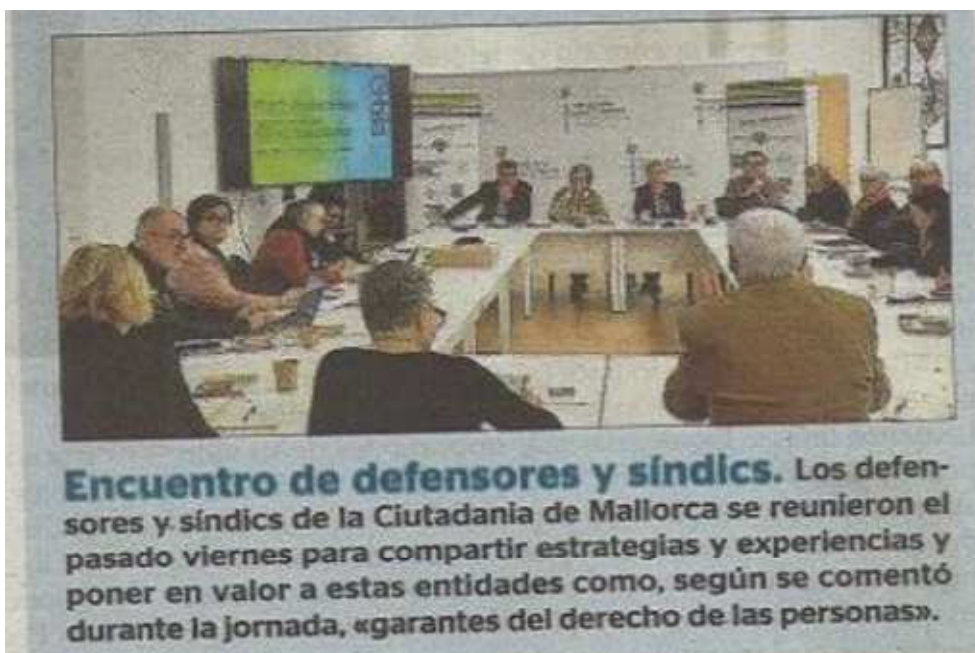 Encuentro de defensores y síndics. Los defen-
sores y síndics de la Ciutadania de Mallorca se reunieron el
pasado viernes para compartir estrategias y experiencias y
poner en valor a estas entidades como, según se comentó
durante la jornada, «garantes del derecho de las personas».